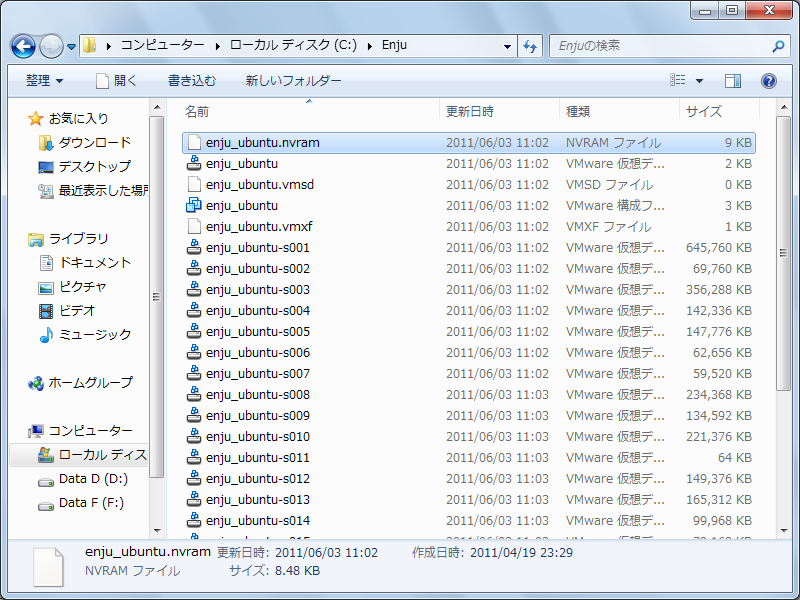 コンピューター ▸ ローカル ディスク (C:) ▸ Enju
Enjuの検索
整理 開く 書き込む 新しいフォルダー
名前 更新日時 種類 サイズ
お気に入り
ダウンロード
デスクトップ
最近表示した場所
ライブラリ
ドキュメント
ピクチャ
ビデオ
ミュージック
ホームグループ
コンピューター
ローカル ディス
Data D (D:)
Data F (F:)
enju_ubuntu.nvram 2011/06/03 11:02 NVRAM ファイル 9 KB
enju_ubuntu 2011/06/03 11:02 VMware 仮想デ... 2 KB
enju_ubuntu.vmsd 2011/06/03 11:02 VMSD ファイル 0 KB
enju_ubuntu 2011/06/03 11:02 VMware 構成フ... 3 KB
enju_ubuntu.vmxf 2011/06/03 11:02 VMXF ファイル 1 KB
enju_ubuntu-s001 2011/06/03 11:02 VMware 仮想デ... 645,760 KB
enju_ubuntu-s002 2011/06/03 11:02 VMware 仮想デ... 69,760 KB
enju_ubuntu-s003 2011/06/03 11:02 VMware 仮想デ... 356,288 KB
enju_ubuntu-s004 2011/06/03 11:02 VMware 仮想デ... 142,336 KB
enju_ubuntu-s005 2011/06/03 11:02 VMware 仮想デ... 147,776 KB
enju_ubuntu-s006 2011/06/03 11:02 VMware 仮想デ... 62,656 KB
enju_ubuntu-s007 2011/06/03 11:02 VMware 仮想デ... 59,520 KB
enju_ubuntu-s008 2011/06/03 11:03 VMware 仮想デ... 234,368 KB
enju_ubuntu-s009 2011/06/03 11:03 VMware 仮想デ... 134,592 KB
enju_ubuntu-s010 2011/06/03 11:03 VMware 仮想デ... 221,376 KB
enju_ubuntu-s011 2011/06/03 11:03 VMware 仮想デ... 64 KB
enju_ubuntu-s012 2011/06/03 11:03 VMware 仮想デ... 149,376 KB
enju_ubuntu-s013 2011/06/03 11:03 VMware 仮想デ... 165,312 KB
enju_ubuntu-s014 2011/06/03 11:03 VMware 仮想デ... 99,968 KB
enju_ubuntu.nvram 更新日時: 2011/06/03 11:02 作成日時: 2011/04/19 23:29
NVRAM ファイル サイズ: 8.48 KB